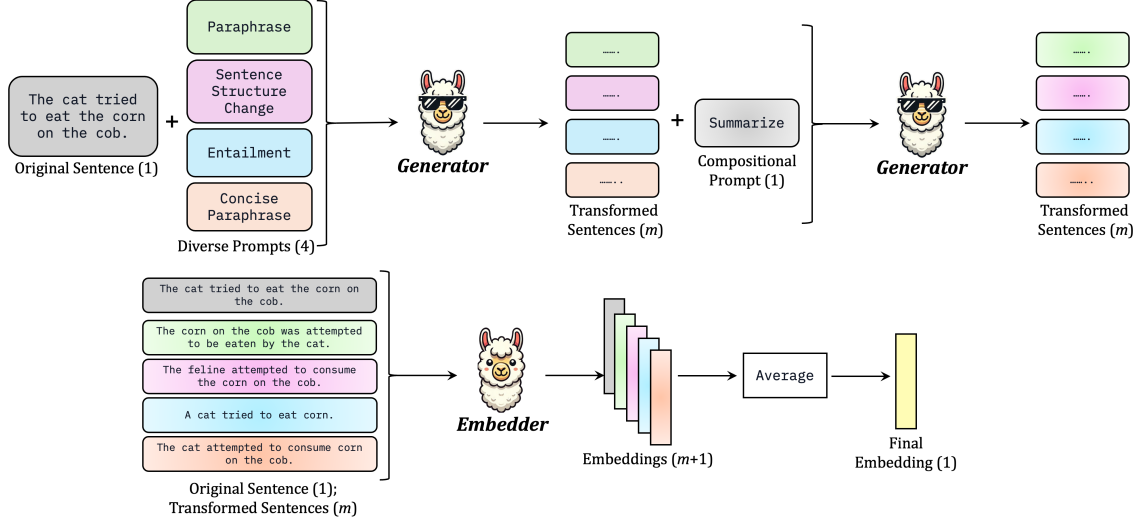 Paraphrase
Sentence
Structure
Change
Entailment
Concise
Paraphrase
Diverse Prompts (4)
The cat tried
to eat the corn
on the cob.
Original Sentence (1)
+
Generator
.......
.......
.......
........
Transformed
Sentences (m)
+
Summarize
Compositional
Prompt (1)
Generator
.......
.......
.......
........
Transformed
Sentences (m)
The cat tried to eat the corn on
the cob.
The corn on the cob was attempted
to be eaten by the cat.
The feline attempted to consume
the corn on the cob.
A cat tried to eat corn.
The cat attempted to consume corn
on the cob.
Original Sentence (1);
Transformed Sentences (m)
Embedder
Embeddings (m+1)
Average
Final
Embedding (1)